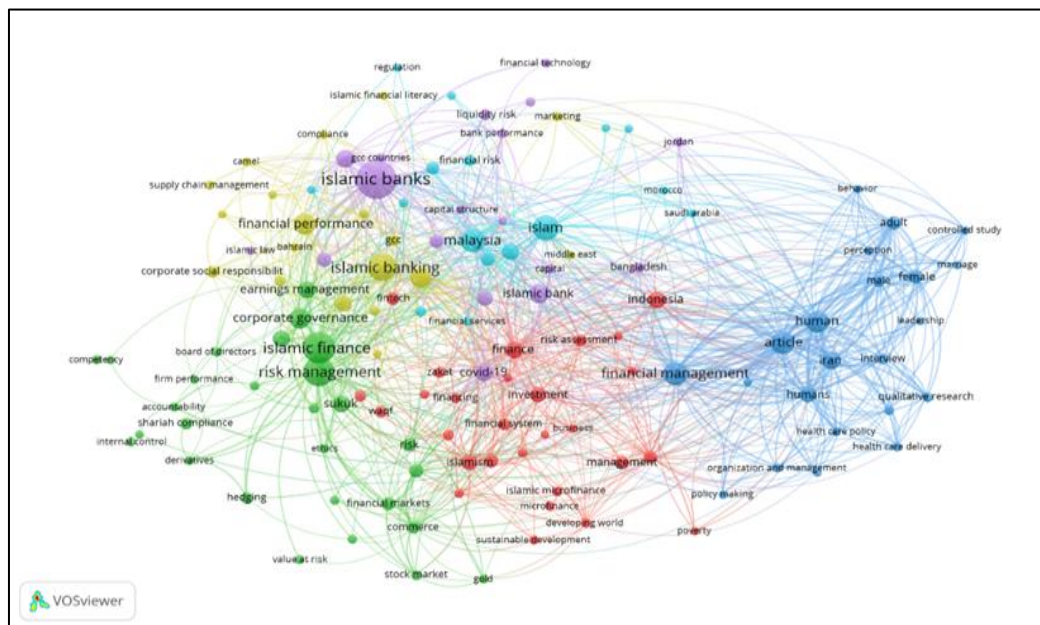 financial technology
regulation
islamic financial literacy
liquidity risk
marketing
compliance
bank performance
jordan
gcc countries
camel
financial risk
islamic banks
supply chain management
morocco
behavior
capital structure
saudi arabia
financial performance
islam
adult
controlled study
malaysia
gcc
islamic law
bahrain
middle east
perception
marriage
corporate social responsibilit
islamic banking
capital
bangladesh
male
female
earnings management
islamic bank
fintech
indonesia
corporate governance
financial services
human
leadership
islamic finance
finance
risk assessment
article
board of directors
competency
iran
interview
risk management
zakat
covid-19
financial management
firm performance
financing
investment
humans
qualitative research
accountability
sukuk
waqf
shariah compliance
financial system
business
health care policy
internal control
ethics
risk
health care delivery
derivatives
islamism
management
organization and management
hedging
financial markets
islamic microfinance
policy making
microfinance
commerce
developing world
poverty
sustainable development
value at risk
stock market
gold
VOSviewer